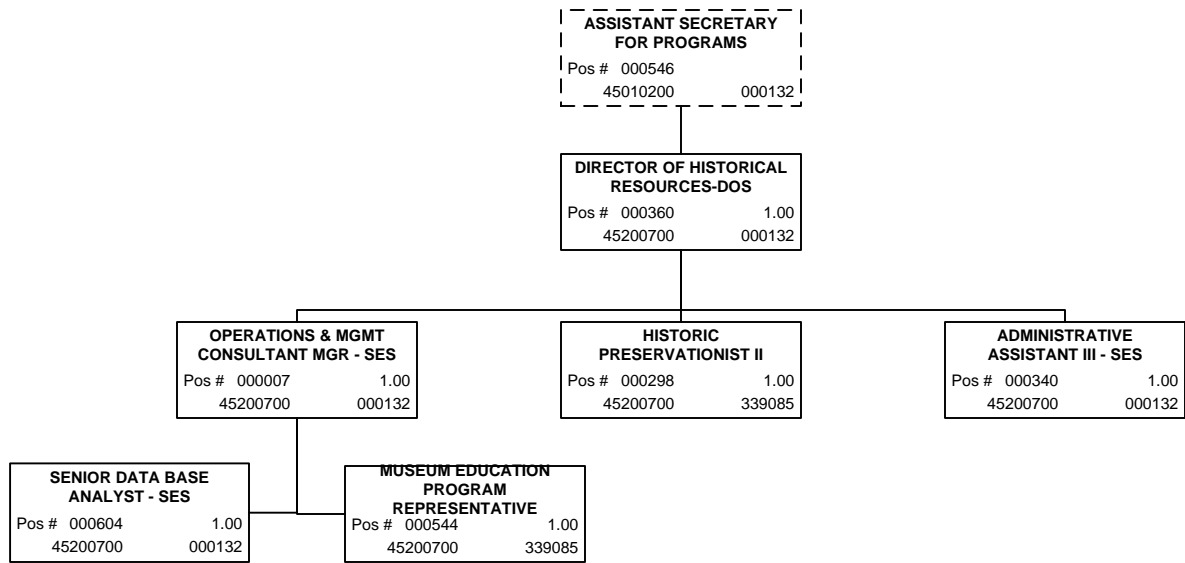 ASSISTANT SECRETARY
FOR PROGRAMS
Pos # 000546
45010200 000132
DIRECTOR OF HISTORICAL
RESOURCES-DOS
Pos # 000360 1.00
45200700 000132
OPERATIONS & MGMT
CONSULTANT MGR - SES
Pos # 000007 1.00
45200700 000132
HISTORIC
PRESERVATIONIST II
Pos # 000298 1.00
45200700 339085
ADMINISTRATIVE
ASSISTANT III - SES
Pos # 000340 1.00
45200700 000132
SENIOR DATA BASE
ANALYST - SES
Pos # 000604 1.00
45200700 000132
MUSEUM EDUCATION
PROGRAM
REPRESENTATIVE
Pos # 000544 1.00
45200700 339085